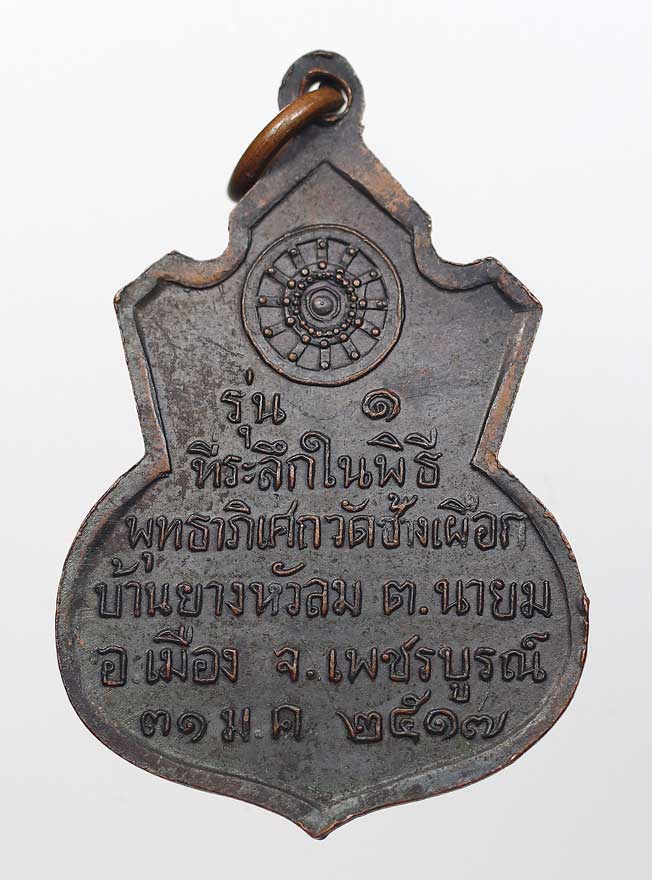 รุ่น ๑
ที่ระลึกในพิธี
พุทธาภิเศกวัดช้างเผือก
บ้านยางหัวลม ต.นายม
อ.เมือง จ.เพชรบูรณ์
๓๑ ม.ค ๒๕๑๗